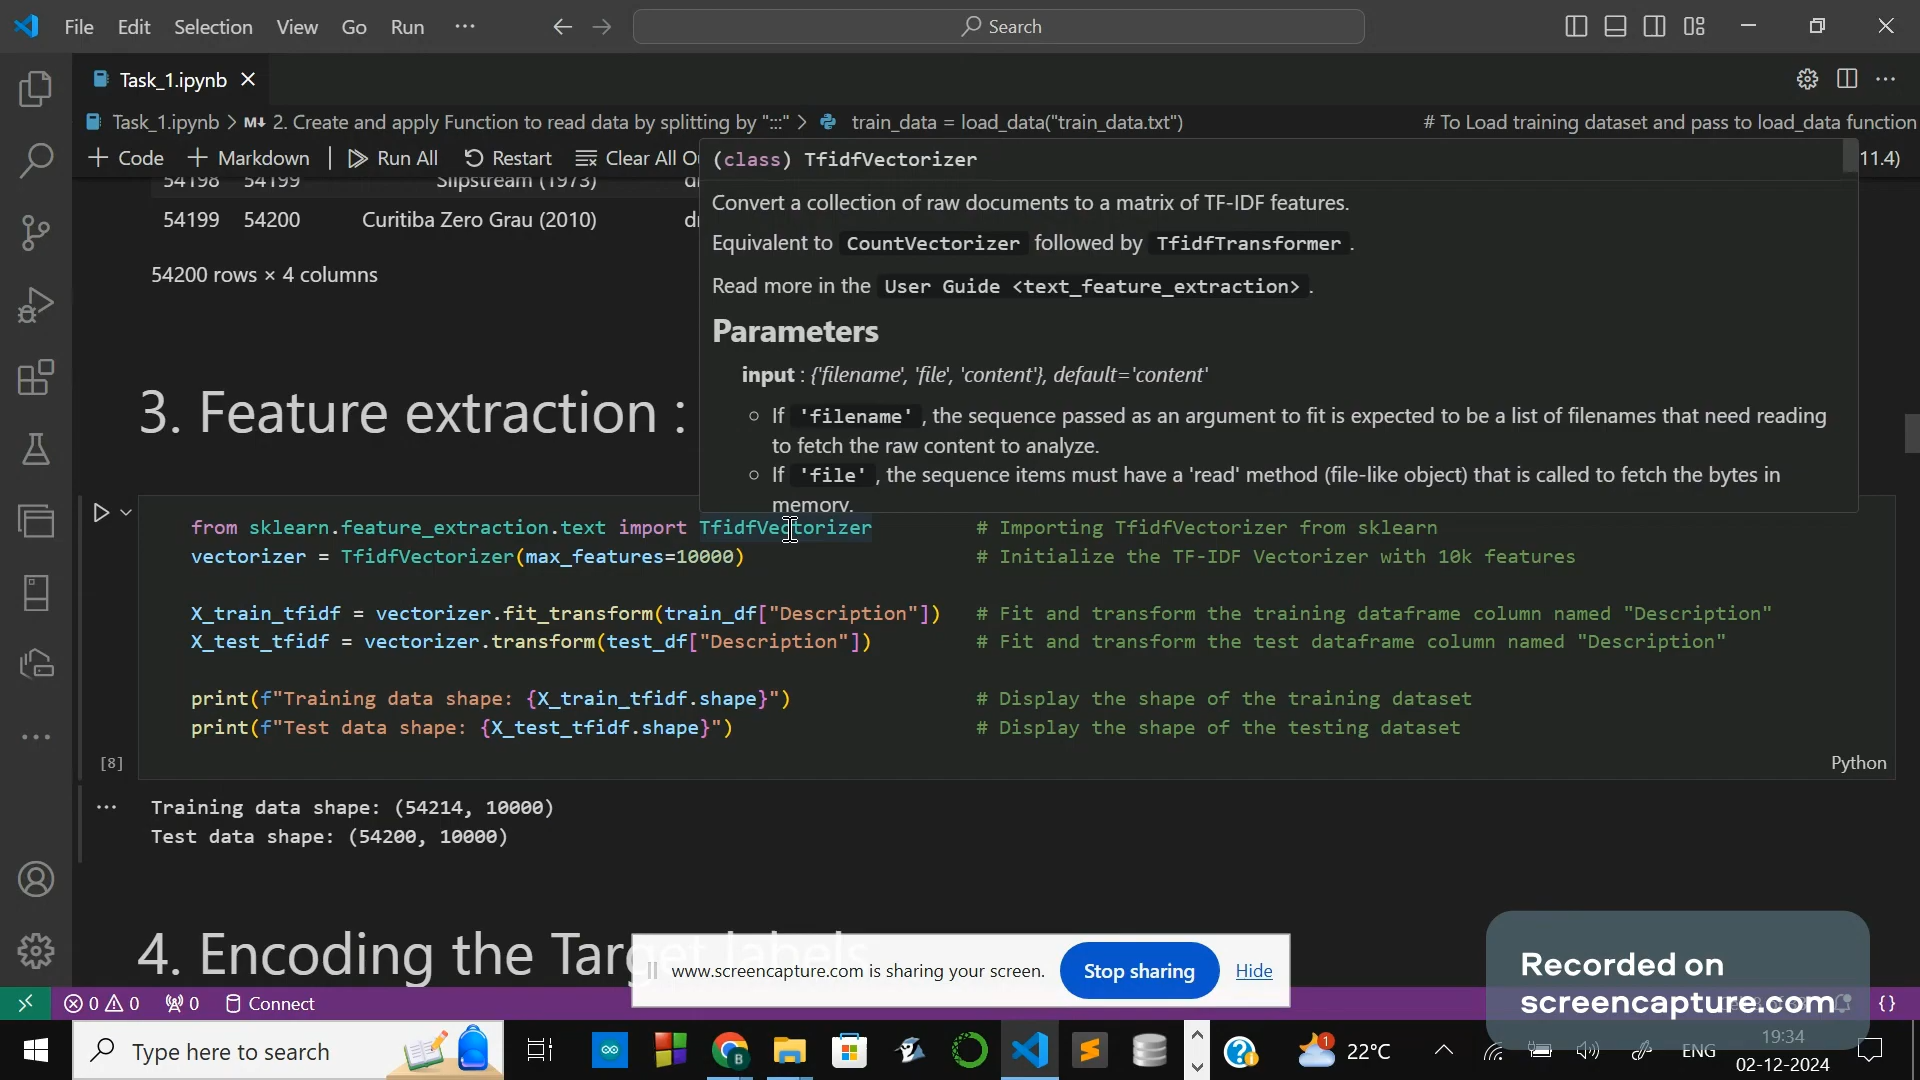 File Edit Selection View Go Run ···
Search
Task_1.ipynb
Task_1.ipynb > M↓ 2. Create and apply Function to read data by splitting by ":::" > train_data = load_data("train_data.txt") # To Load training dataset and pass to load_data function
+ Code + Markdown | Run All Restart Clear All Ou 11.4)
54198 54199 Slipstream (1973) dr
54199 54200 Curitiba Zero Grau (2010) dr
54200 rows × 4 columns
(class) TfidfVectorizer
Convert a collection of raw documents to a matrix of TF-IDF features.
Equivalent to CountVectorizer followed by TfidfTransformer .
Read more in the User Guide <text_feature_extraction> .
Parameters
input : {'filename', 'file', 'content'}, default='content'
If 'filename' , the sequence passed as an argument to fit is expected to be a list of filenames that need reading
to fetch the raw content to analyze.
If 'file' , the sequence items must have a 'read' method (file-like object) that is called to fetch the bytes in
memory.
3. Feature extraction :
from sklearn.feature_extraction.text import TfidfVectorizer # Importing TfidfVectorizer from sklearn
vectorizer = TfidfVectorizer(max_features=10000) # Initialize the TF-IDF Vectorizer with 10k features
X_train_tfidf = vectorizer.fit_transform(train_df["Description"]) # Fit and transform the training dataframe column named "Description"
X_test_tfidf = vectorizer.transform(test_df["Description"]) # Fit and transform the test dataframe column named "Description"
print(f"Training data shape: {X_train_tfidf.shape}") # Display the shape of the training dataset
print(f"Test data shape: {X_test_tfidf.shape}") # Display the shape of the testing dataset
[8] Python
Training data shape: (54214, 10000)
Test data shape: (54200, 10000)
4. Encoding the Target labels
www.screencapture.com is sharing your screen. Stop sharing Hide
Recorded on
screencapture.com
0 0 0 Connect {}
Type here to search
1 22°C ENG 19:34
02-12-2024